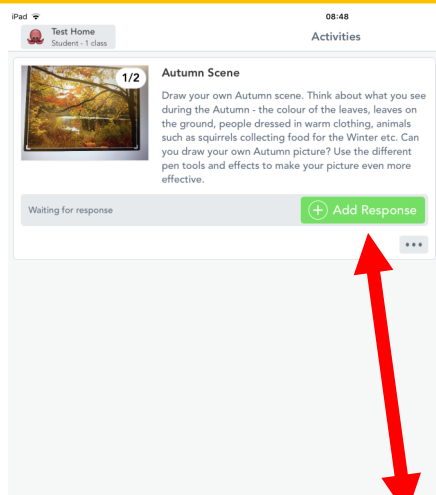 iPad 08:48
Test Home
Student - 1 class
Activities
1/2
Autumn Scene
Draw your own Autumn scene. Think about what you see
during the Autumn - the colour of the leaves, leaves on
the ground, people dressed in warm clothing, animals
such as squirrels collecting food for the Winter etc. Can
you draw your own Autumn picture? Use the different
pen tools and effects to make your picture even more
effective.
Waiting for response
Add Response